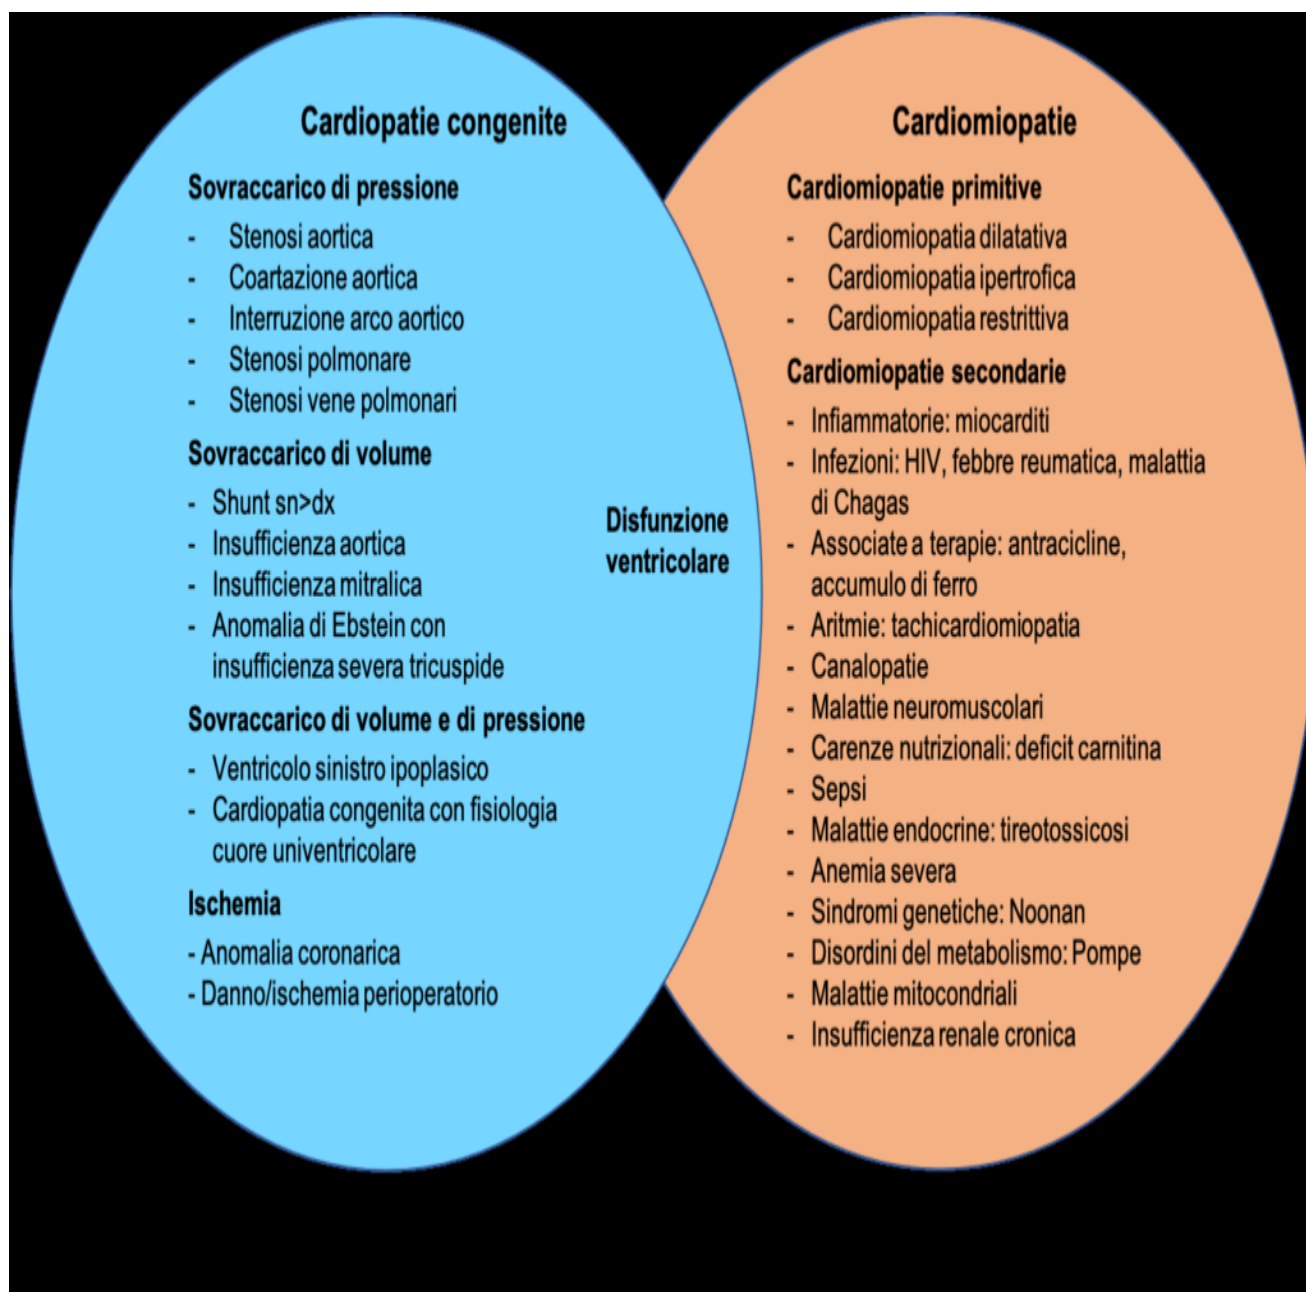 Cardiopatie congenite
Sovraccarico di pressione
- Stenosi aortica
- Coartazione aortica
- Interruzione arco aortico
- Stenosi polmonare
- Stenosi vene polmonari
Sovraccarico di volume
- Shunt sn>dx
- Insufficienza aortica
- Insufficienza mitralica
- Anomalia di Ebstein con
insufficienza severa tricuspide
Sovraccarico di volume e di pressione
- Ventricolo sinistro ipoplasico
- Cardiopatia congenita con fisiologia
cuore univentricolare
Ischemia
- Anomalia coronarica
- Danno/ischemia perioperatorio
Disfunzione
ventricolare
Cardiomiopatie
Cardiomiopatie primitive
- Cardiomiopatia dilatativa
- Cardiomiopatia ipertrofica
- Cardiomiopatia restrittiva
Cardiomiopatie secondarie
- Infiammatorie: miocarditi
- Infezioni: HIV, febbre reumatica, malattia
di Chagas
- Associate a terapie: antracicline,
accumulo di ferro
- Aritmie: tachicardiomiopatia
- Canalopatie
- Malattie neuromuscolari
- Carenze nutrizionali: deficit carnitina
- Sepsi
- Malattie endocrine: tireotossicosi
- Anemia severa
- Sindromi genetiche: Noonan
- Disordini del metabolismo: Pompe
- Malattie mitocondriali
- Insufficienza renale cronica